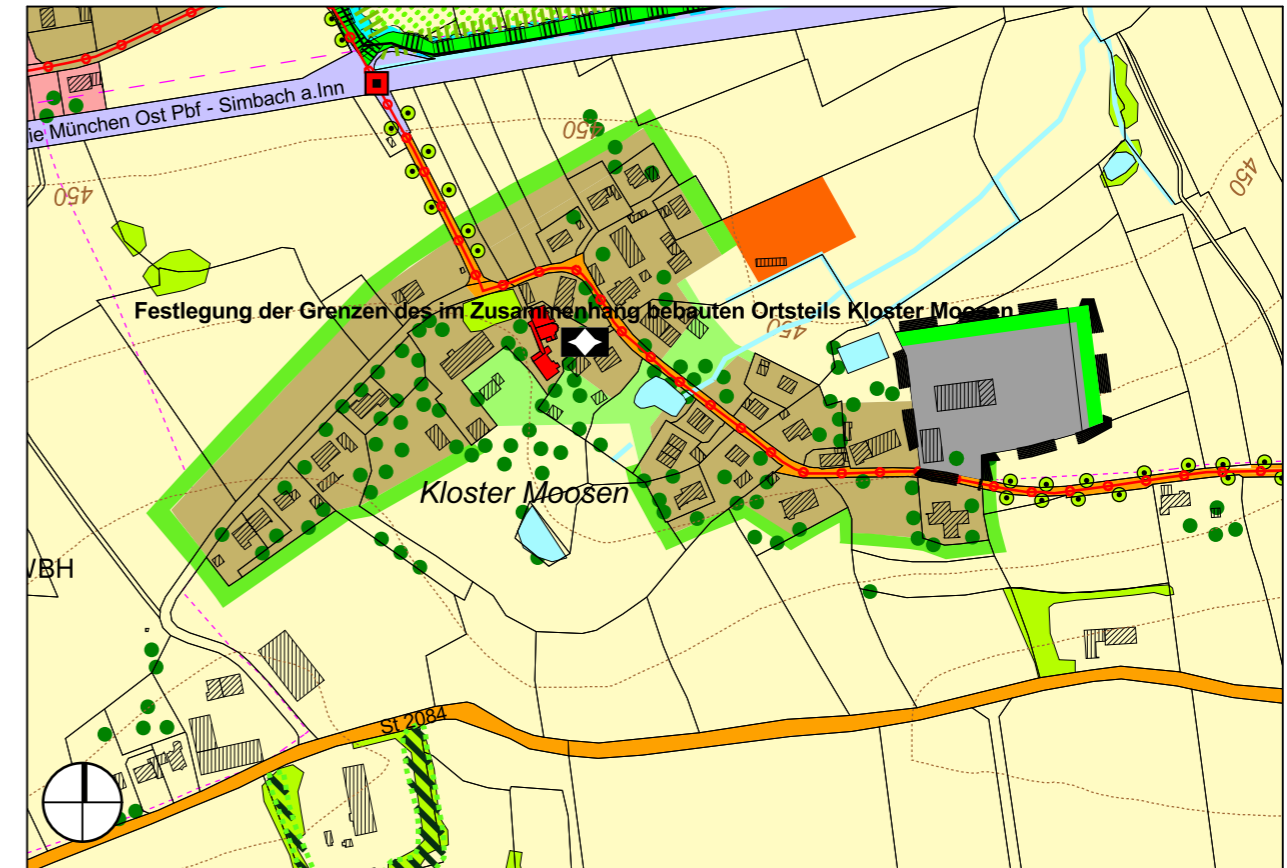 450
ie München Ost Pbf - Simbach a.Inn
450
450
Festlegung der Grenzen des im Zusammenhang bebauten Ortsteils Kloster Moosen
450
Kloster Moosen
WBH
St 2084